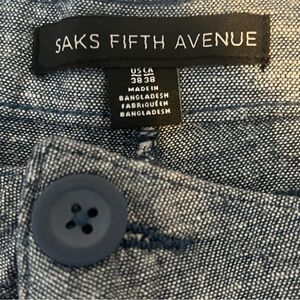 SAKS FIFTH AVENUE
US CA
38 38
MADE IN
BANGLADESH
FABRIQUÉ EN
BANGLADESH